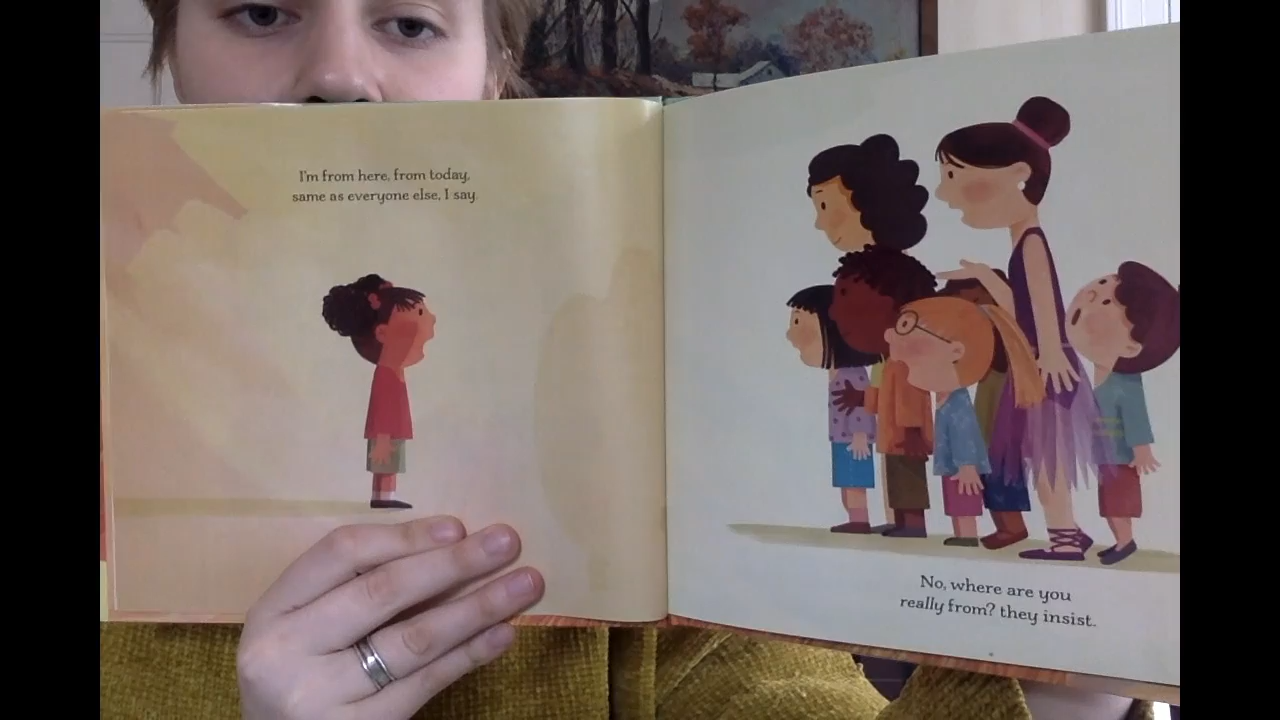 I'm from here, from today,
same as everyone else, I say.
No, where are you
really from? they insist.